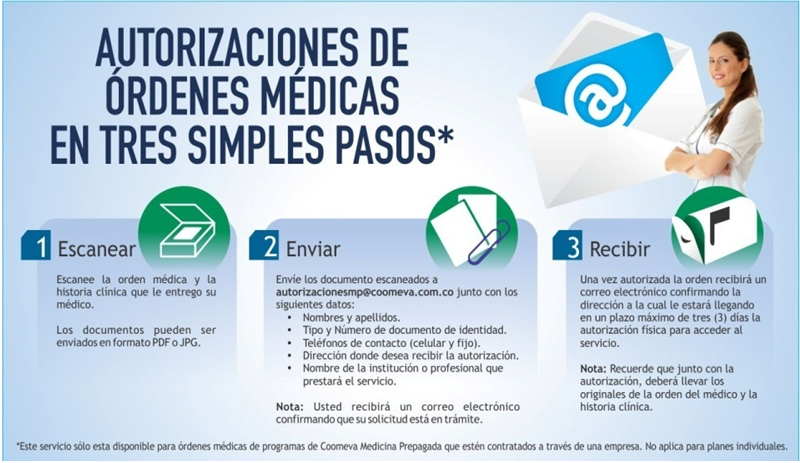 AUTORIZACIONES DE
ÓRDENES MÉDICAS
EN TRES SIMPLES PASOS*
@
1 Escanear
Escanee la orden médica y la
historia clínica que le entrego su
médico.
Los documentos pueden ser
enviados en formato PDF o JPG.
2 Enviar
Envíe los documento escaneados a
autorizacionesmp@coomeva.com.co junto con los
siguientes datos:
• Nombres y apellidos.
• Tipo y Número de documento de identidad.
• Teléfonos de contacto (celular y fijo).
• Dirección donde desea recibir la autorización.
• Nombre de la institución o profesional que
prestará el servicio.
Nota: Usted recibirá un correo electrónico
confirmando que su solicitud está en trámite.
3 Recibir
Una vez autorizada la orden recibirá un
correo electrónico confirmando la
dirección a la cual le estará llegando
en un plazo máximo de tres (3) días la
autorización física para acceder al
servicio.
Nota: Recuerde que junto con la
autorización, deberá llevar los
originales de la orden del médico y la
historia clínica.
*Este servicio sólo esta disponible para órdenes médicas de programas de Coomeva Medicina Prepagada que estén contratados a través de una empresa. No aplica para planes individuales.